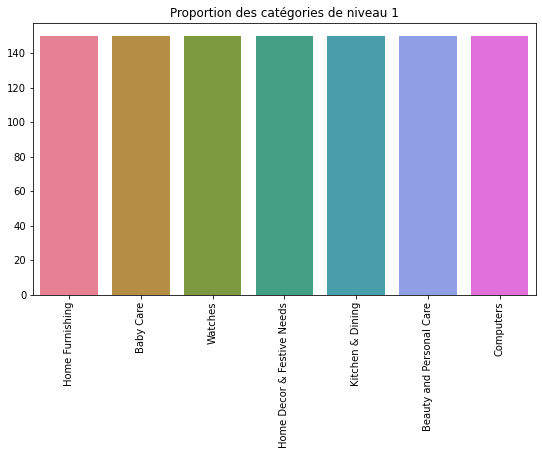 Proportion des catégories de niveau 1
140
120
100
80
60
40
20
0
Home Furnishing
Baby Care
Watches
Home Decor & Festive Needs
Kitchen & Dining
Beauty and Personal Care
Computers